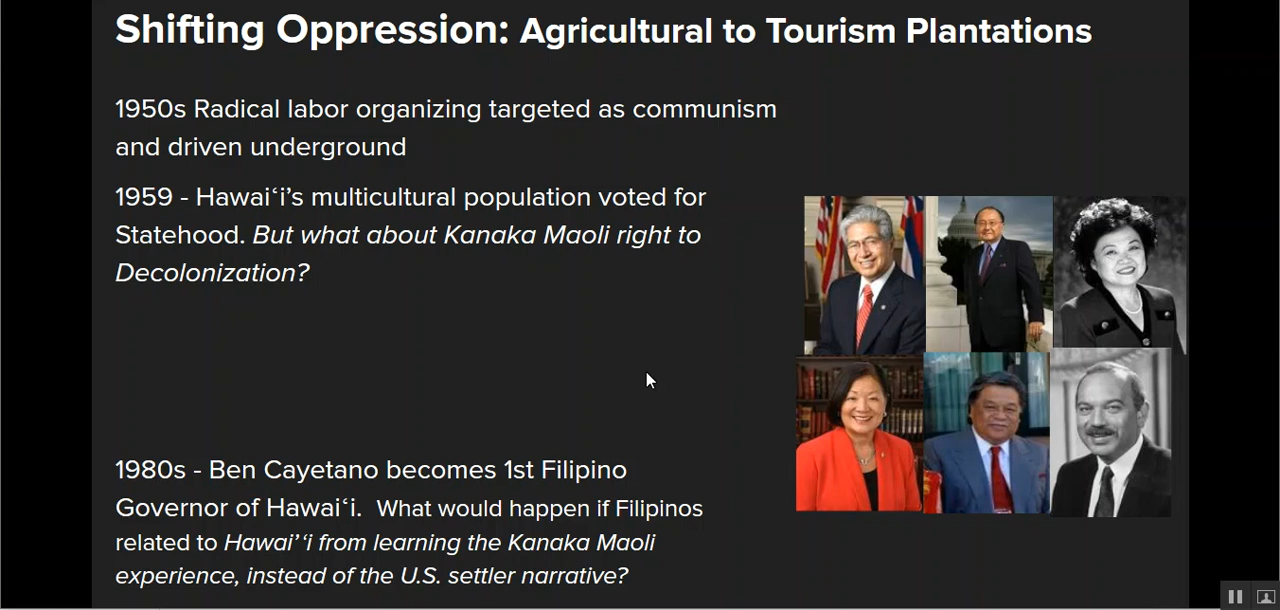 Shifting Oppression: Agricultural to Tourism Plantations
1950s Radical labor organizing targeted as communism
and driven underground
1959 - Hawaiʻi’s multicultural population voted for
Statehood. But what about Kanaka Maoli right to
Decolonization?
1980s - Ben Cayetano becomes 1st Filipino
Governor of Hawaiʻi.  What would happen if Filipinos
related to Hawai’ʻi from learning the Kanaka Maoli
experience, instead of the U.S. settler narrative?